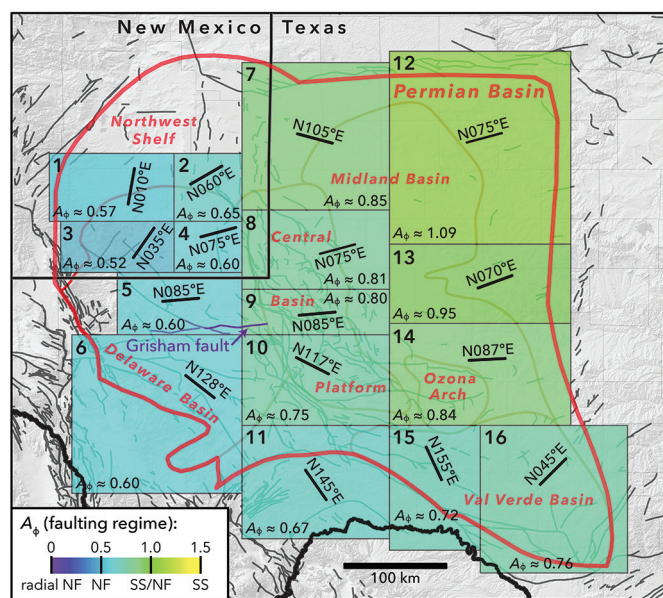 New Mexico
Texas
7
12
Permian Basin
Northwest
Shelf
N105°E
N075°E
1
2
N010°E
N060°E
Midland Basin
Aϕ ≈ 0.57
Aϕ ≈ 0.65
Aϕ ≈ 0.85
3
4
8
N035°E
N075°E
Aϕ ≈ 0.52
Aϕ ≈ 0.60
Central
N075°E
Aϕ ≈ 0.81
Aϕ ≈ 1.09
13
N070°E
5
N085°E
Aϕ ≈ 0.60
9
Basin
Aϕ ≈ 0.80
N085°E
Aϕ ≈ 0.95
Grisham fault
6
Delaware Basin
N128°E
10
N117°E
Platform
Aϕ ≈ 0.75
14
N087°E
Ozona
Arch
Aϕ ≈ 0.84
Aϕ ≈ 0.60
11
N145°E
Aϕ ≈ 0.67
15
N155°E
Aϕ ≈ 0.72
16
N045°E
Val Verde Basin
Aϕ ≈ 0.76
Aϕ (faulting regime):
0 0.5 1.0 1.5
radial NF NF SS/NF SS
100 km